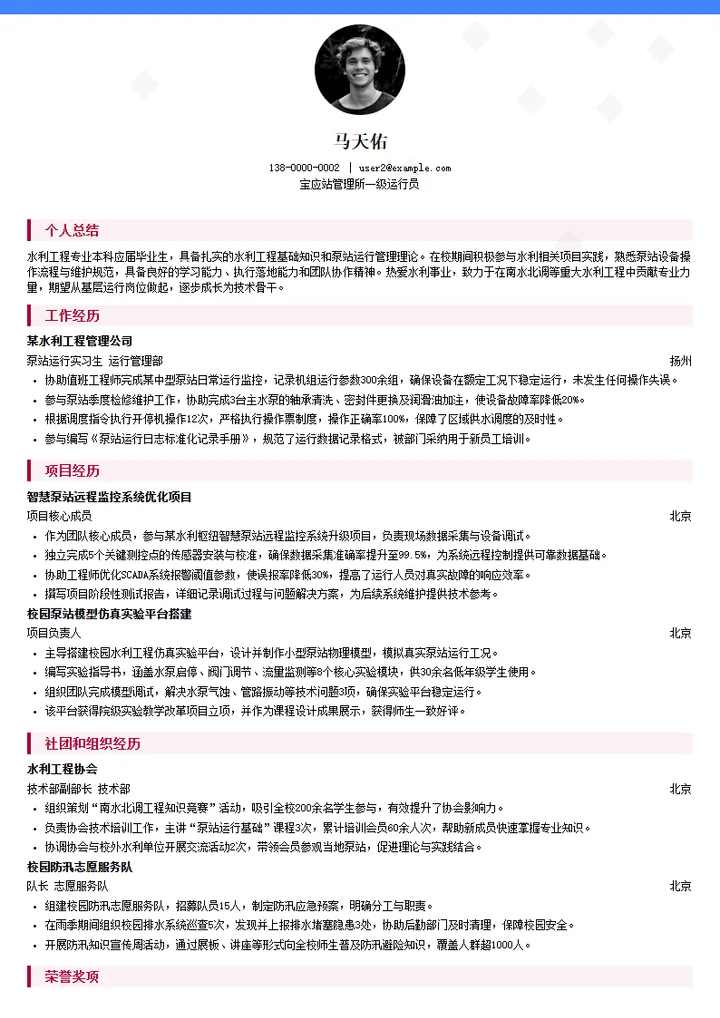 马天佑
138-0000-0002 | user2@example.com
宝应站管理所一级运行员
个人总结
水利工程专业本科应届毕业生，具备扎实的水利工程基础知识和泵站运行管理理论。在校期间积极参与水利相关项目实践，熟悉泵站设备操
作流程与维护规范，具备良好的学习能力、执行落地能力和团队协作精神。热爱水利事业，致力于在南水北调等重大水利工程中贡献专业力
量，期望从基层运行岗位做起，逐步成长为技术骨干。
工作经历
某水利工程管理公司
泵站运行实习生 运行管理部 扬州
• 协助值班工程师完成某中型泵站日常运行监控，记录机组运行参数300余组，确保设备在额定工况下稳定运行，未发生任何操作失误。
• 参与泵站季度检修维护工作，协助完成3台主水泵的轴承清洗、密封件更换及润滑油加注，使设备故障率降低20%。
• 根据调度指令执行开停机操作12次，严格执行操作票制度，操作正确率100%，保障了区域供水调度的及时性。
• 参与编写《泵站运行日志标准化记录手册》，规范了运行数据记录格式，被部门采纳用于新员工培训。
项目经历
智慧泵站远程监控系统优化项目
项目核心成员 北京
• 作为团队核心成员，参与某水利枢纽智慧泵站远程监控系统升级项目，负责现场数据采集与设备调试。
• 独立完成5个关键测控点的传感器安装与校准，确保数据采集准确率提升至99.5%，为系统远程控制提供可靠数据基础。
• 协助工程师优化SCADA系统报警阈值参数，使误报率降低30%，提高了运行人员对真实故障的响应效率。
• 撰写项目阶段性测试报告，详细记录调试过程与问题解决方案，为后续系统维护提供技术参考。
校园泵站模型仿真实验平台搭建
项目负责人 北京
• 主导搭建校园水利工程仿真实验平台，设计并制作小型泵站物理模型，模拟真实泵站运行工况。
• 编写实验指导书，涵盖水泵启停、阀门调节、流量监测等8个核心实验模块，供30余名低年级学生使用。
• 组织团队完成模型调试，解决水泵气蚀、管路振动等技术问题3项，确保实验平台稳定运行。
• 该平台获得院级实验教学改革项目立项，并作为课程设计成果展示，获得师生一致好评。
社团和组织经历
水利工程协会
技术部副部长 技术部 北京
• 组织策划“南水北调工程知识竞赛”活动，吸引全校200余名学生参与，有效提升了协会影响力。
• 负责协会技术培训工作，主讲“泵站运行基础”课程3次，累计培训会员60余人次，帮助新成员快速掌握专业知识。
• 协调协会与校外水利单位开展交流活动2次，带领会员参观当地泵站，促进理论与实践结合。
校园防汛志愿服务队
队长 志愿服务队 北京
• 组建校园防汛志愿服务队，招募队员15人，制定防汛应急预案，明确分工与职责。
• 在雨季期间组织校园排水系统巡查5次，发现并上报排水堵塞隐患3处，协助后勤部门及时清理，保障校园安全。
• 开展防汛知识宣传周活动，通过展板、讲座等形式向全校师生普及防汛避险知识，覆盖人群超1000人。
荣誉奖项